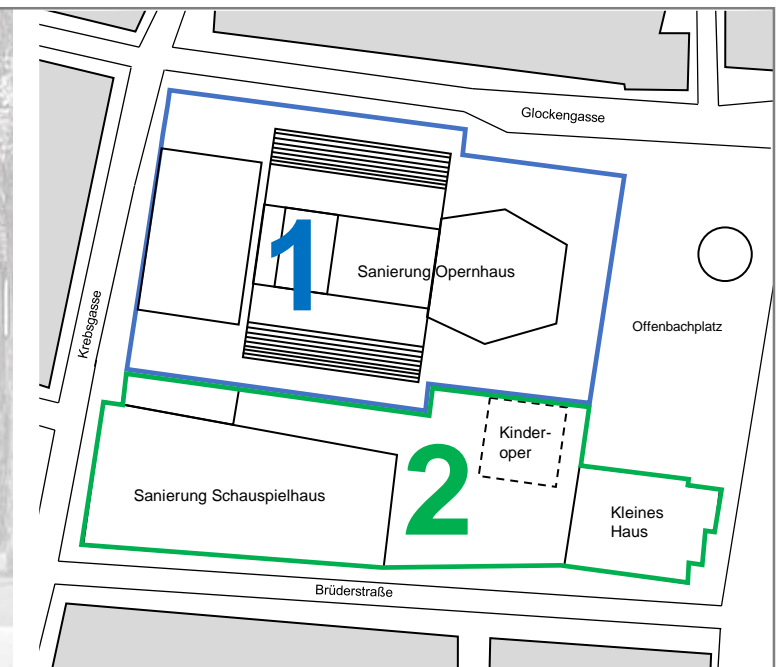 Glockengasse
1
Sanierung Opernhaus
Krebsgasse
Offenbachplatz
Kinder-
oper
2
Sanierung Schauspielhaus
Kleines
Haus
Brüderstraße